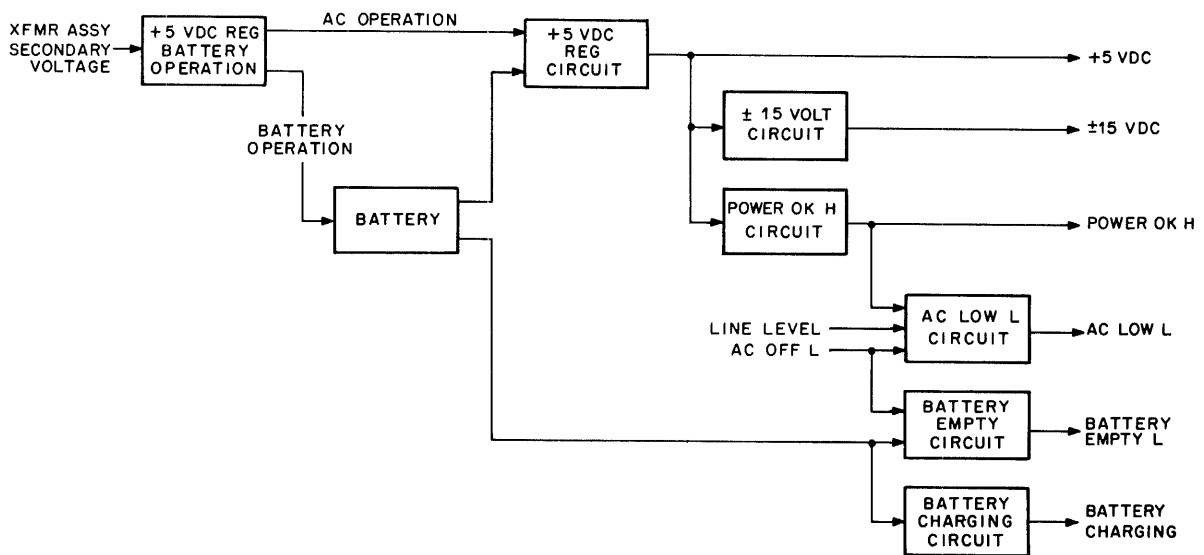 XFMR ASSY
SECONDARY
VOLTAGE
+5 VDC REG
BATTERY
OPERATION
AC OPERATION
BATTERY
OPERATION
BATTERY
+5 VDC
REG
CIRCUIT
+5 VDC
± 15 VOLT
CIRCUIT
±15 VDC
POWER OK H
CIRCUIT
POWER OK H
LINE LEVEL
AC OFF L
AC LOW L
CIRCUIT
AC LOW L
BATTERY
EMPTY
CIRCUIT
BATTERY
EMPTY L
BATTERY
CHARGING
CIRCUIT
BATTERY
CHARGING